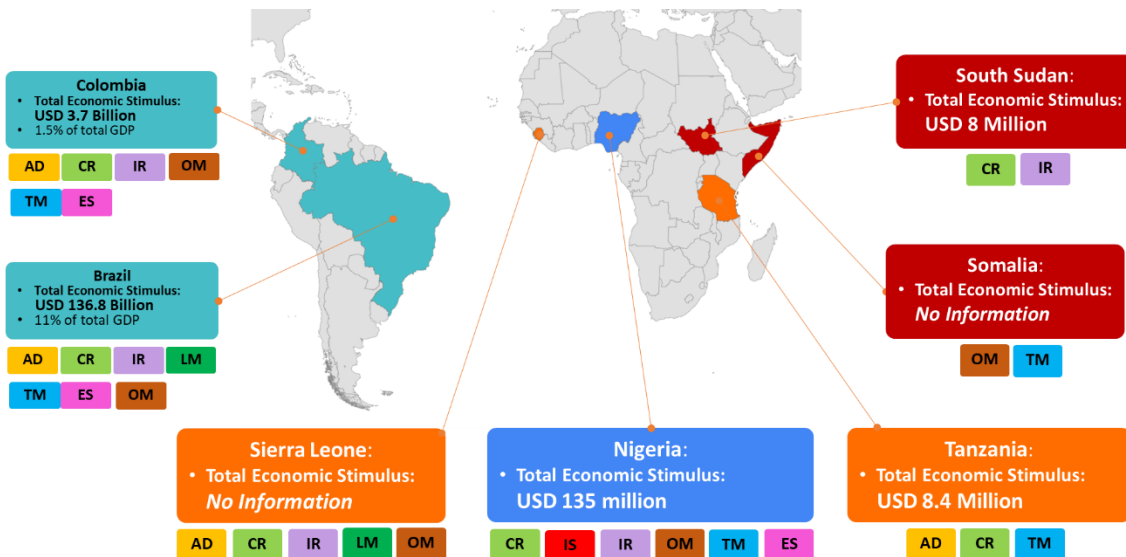 Colombia
• Total Economic Stimulus:
USD 3.7 Billion
• 1.5% of total GDP
AD CR IR OM
TM ES
Brazil
• Total Economic Stimulus:
USD 136.8 Billion
• 11% of total GDP
AD CR IR LM
TM ES OM
South Sudan:
• Total Economic Stimulus:
USD 8 Million
CR IR
Somalia:
• Total Economic Stimulus:
No Information
OM TM
Sierra Leone:
• Total Economic Stimulus:
No Information
AD CR IR LM OM
Nigeria:
• Total Economic Stimulus:
USD 135 million
CR IS IR OM TM ES
Tanzania:
• Total Economic Stimulus:
USD 8.4 Million
AD CR TM